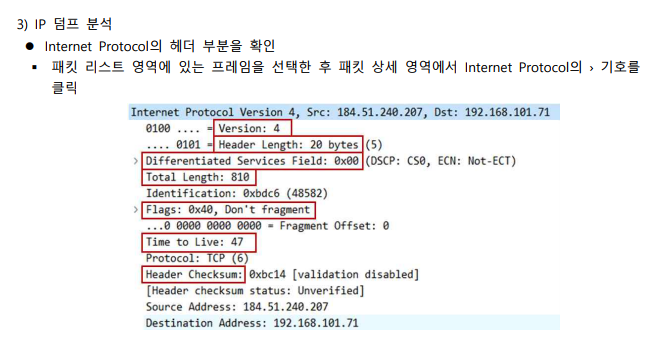 3) IP 덤프 분석
● Internet Protocol의 헤더 부분을 확인
▪ 패킷 리스트 영역에 있는 프레임을 선택한 후 패킷 상세 영역에서 Internet Protocol의 › 기호를
클릭
Internet Protocol Version 4, Src: 184.51.240.207, Dst: 192.168.101.71
0100 .... = Version: 4
.... 0101 = Header Length: 20 bytes (5)
> Differentiated Services Field: 0x00 (DSCP: CS0, ECN: Not-ECT)
Total Length: 810
Identification: 0xbdc6 (48582)
> Flags: 0x40, Don't fragment
...0 0000 0000 0000 = Fragment Offset: 0
Time to Live: 47
Protocol: TCP (6)
Header Checksum: 0xbc14 [validation disabled]
[Header checksum status: Unverified]
Source Address: 184.51.240.207
Destination Address: 192.168.101.71